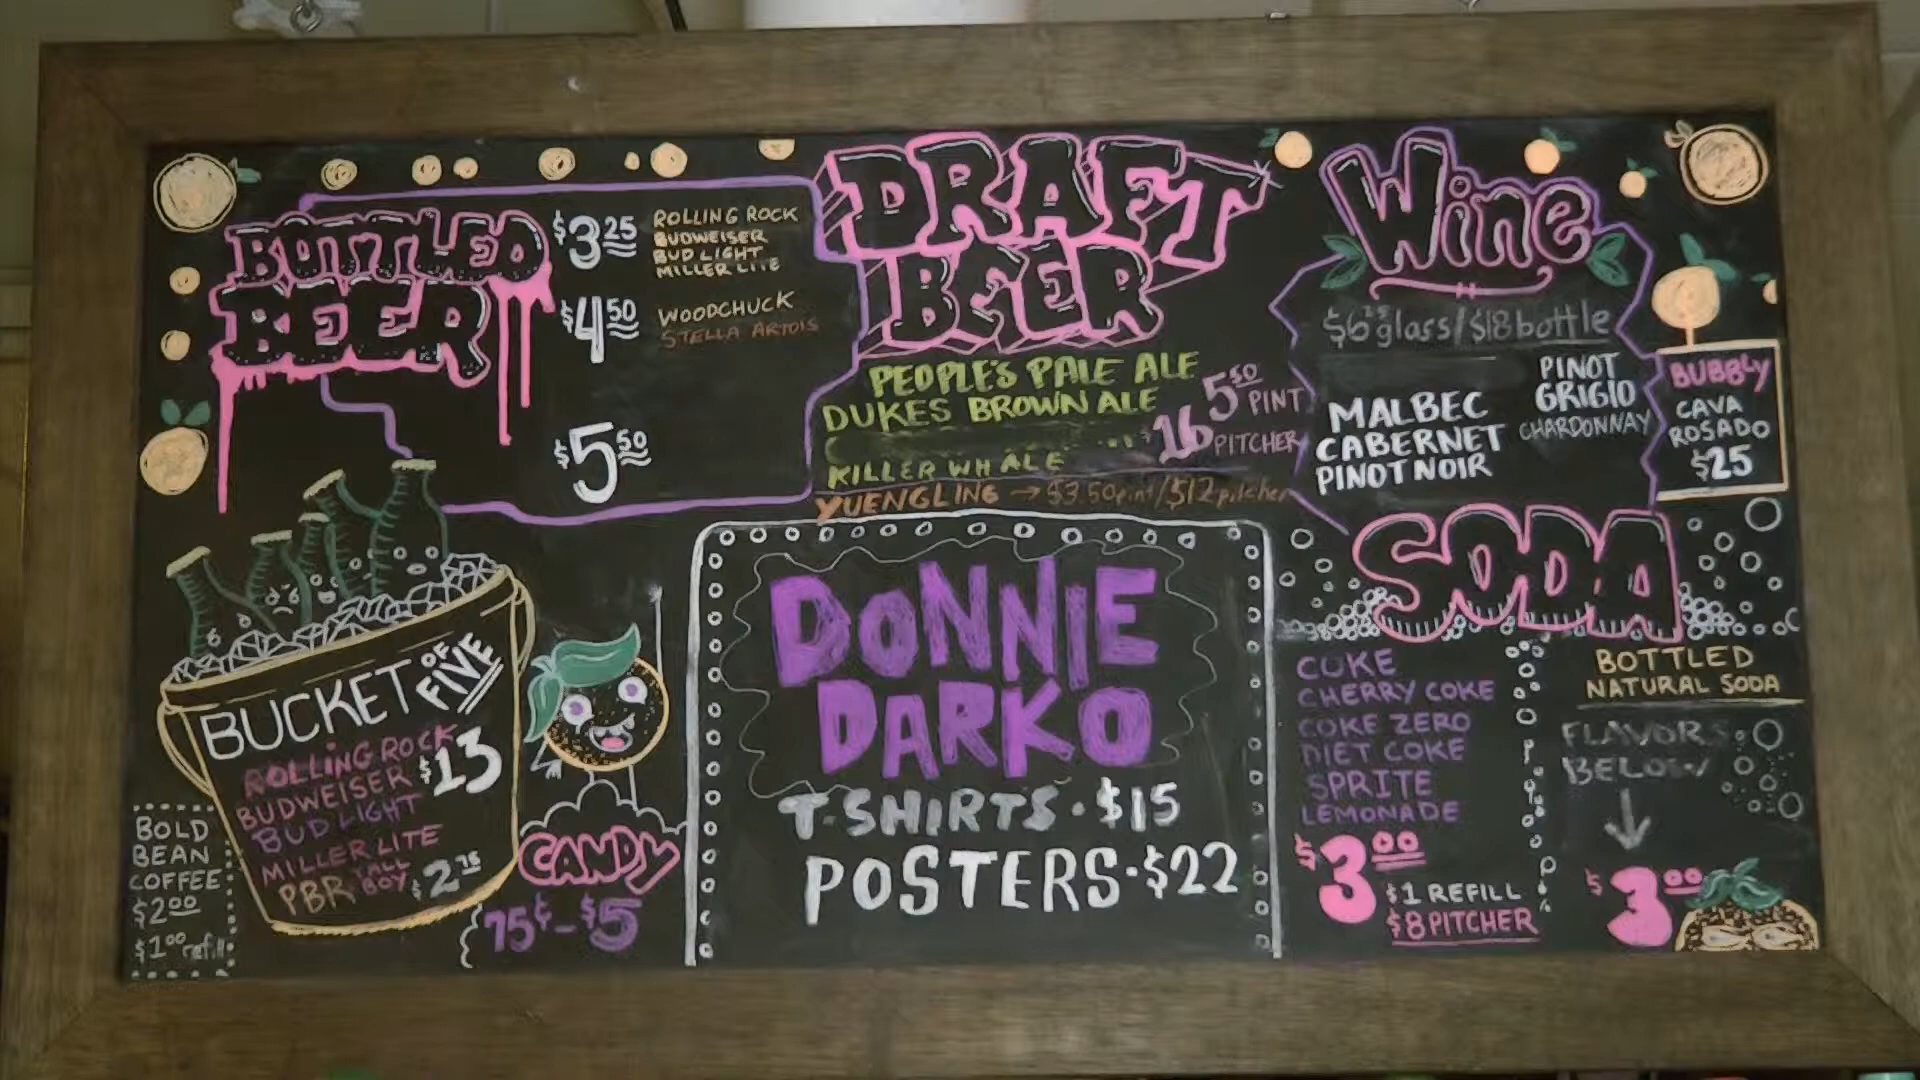 BOTTLED
BEER
$3.25
ROLLING ROCK
BUDWEISER
BUD LIGHT
MILLER LITE
$4.50
WOODCHUCK
STELLA ARTOIS
$5.50
DRAFT
BEER
PEOPLE'S PALE ALE
DUKES BROWN ALE
KILLER WHALE
5.50 PINT
$16 PITCHER
YUENGLING → $3.50 pint/$12 pitcher
Wine
glass/$18 bottle
MALBEC
CABERNET
PINOT NOIR
PINOT
GRIGIO
CHARDONNAY
BUBBLY
CAVA
ROSADO
$25
BUCKET OF FIVE
ROLLING ROCK
BUDWEISER
BUD LIGHT
MILLER LITE
$13
PBR TALL BOY $2.75
BOLD
BEAN
COFFEE
$2.00
$1.00 refill
CANDY
75¢-$5
DONNIE
DARKO
T-SHIRTS · $15
POSTERS · $22
SODA
COKE
CHERRY COKE
COKE ZERO
DIET COKE
SPRITE
LEMONADE
$3.00
$1 REFILL
$8 PITCHER
BOTTLED
NATURAL SODA
FLAVORS
BELOW
$3.00